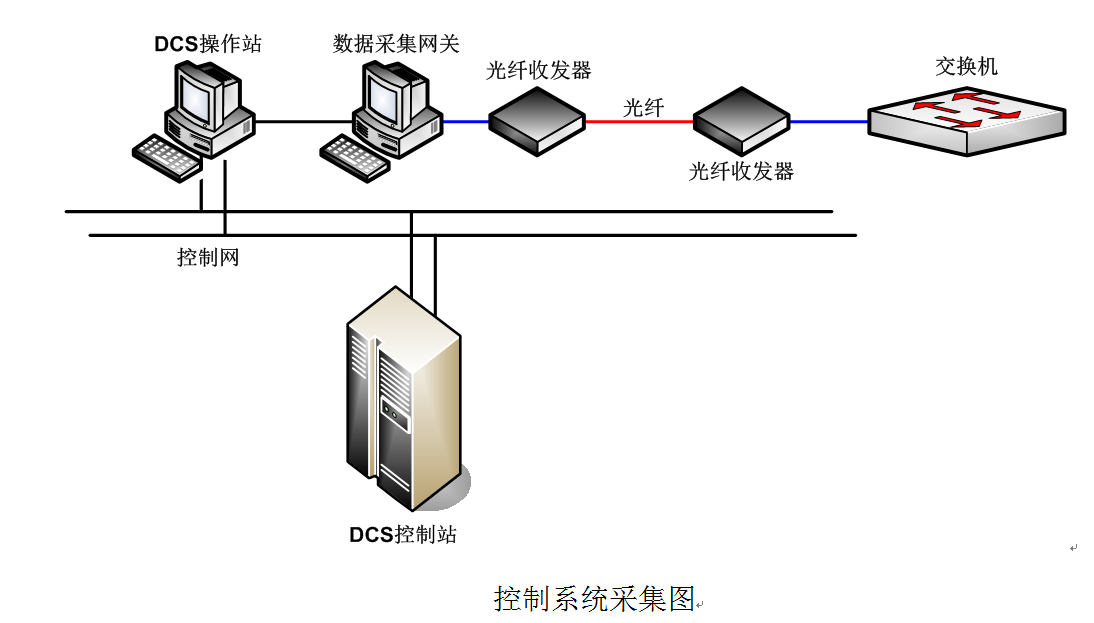 DCS操作站
数据采集网关
光纤收发器
光纤
交换机
光纤收发器
控制网
DCS控制站
控制系统采集图